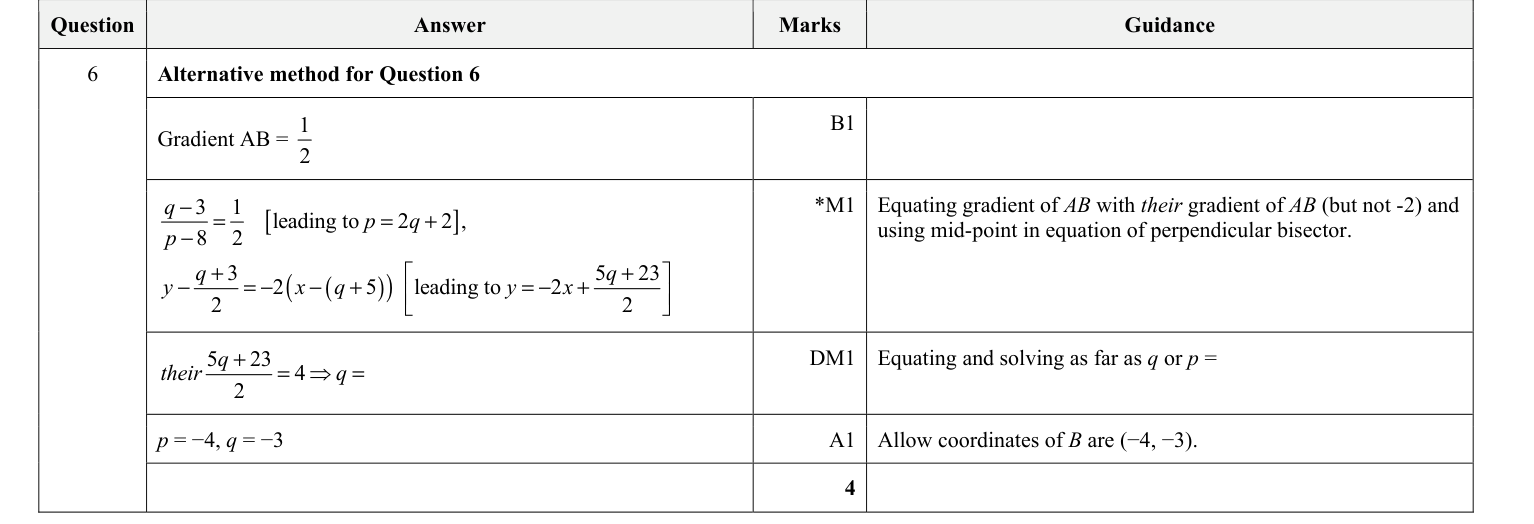 Question Answer Marks Guidance
6 Alternative method for Question 6
Gradient AB = 1/2 B1
(q − 3)/(p − 8) = 1/2 [leading to p = 2q + 2], *M1 Equating gradient of AB with their gradient of AB (but not -2) and
using mid-point in equation of perpendicular bisector.
y − (q + 3)/2 = −2(x − (q + 5)) [leading to y = −2x + (5q + 23)/2]
their (5q + 23)/2 = 4 ⇒ q = DM1 Equating and solving as far as q or p =
p = −4, q = −3 A1 Allow coordinates of B are (−4, −3).
4